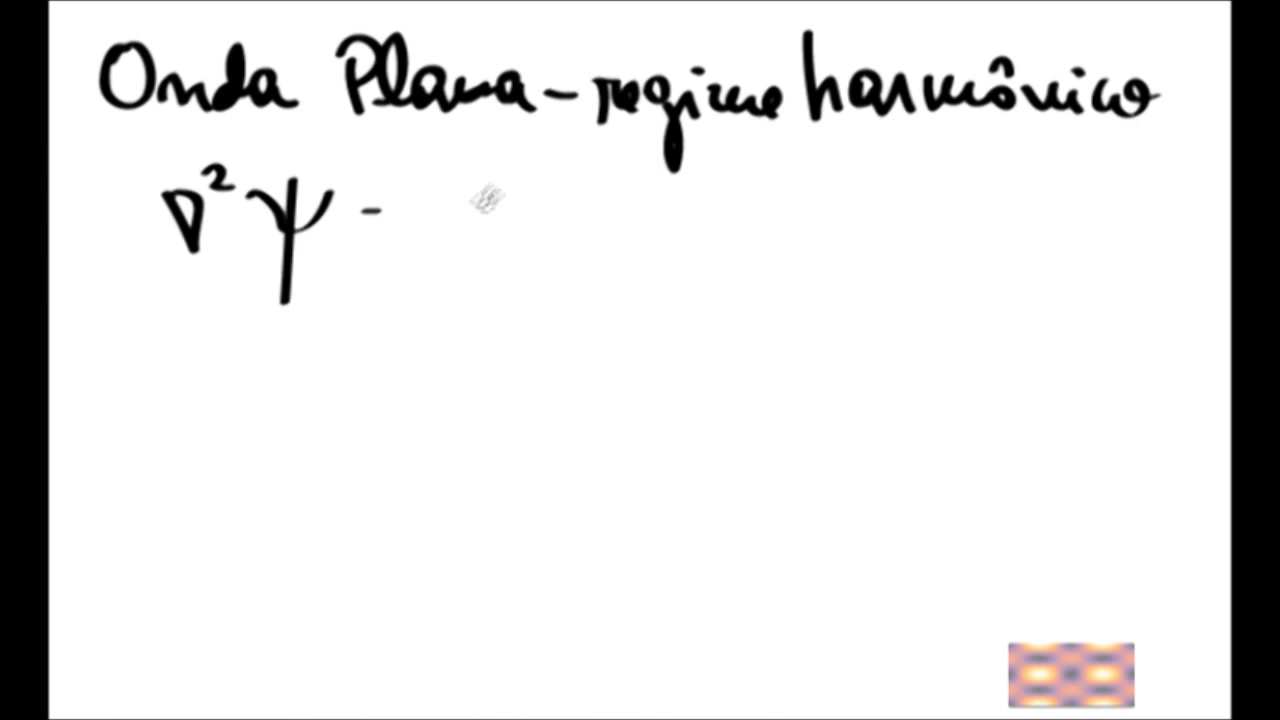 Onda Plana - regime harmônico
∇²ψ -